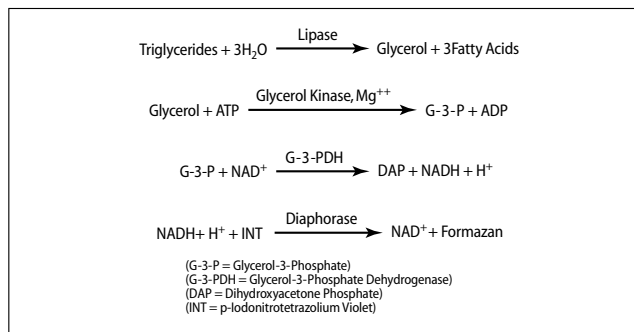 Lipase
Triglycerides + 3H₂O → Glycerol + 3Fatty Acids
Glycerol Kinase, Mg⁺⁺
Glycerol + ATP → G-3-P + ADP
G-3-PDH
G-3-P + NAD⁺ → DAP + NADH + H⁺
Diaphorase
NADH+ H⁺ + INT → NAD⁺ + Formazan
(G-3-P = Glycerol-3-Phosphate)
(G-3-PDH = Glycerol-3-Phosphate Dehydrogenase)
(DAP = Dihydroxyacetone Phosphate)
(INT = p-Iodonitrotetrazolium Violet)